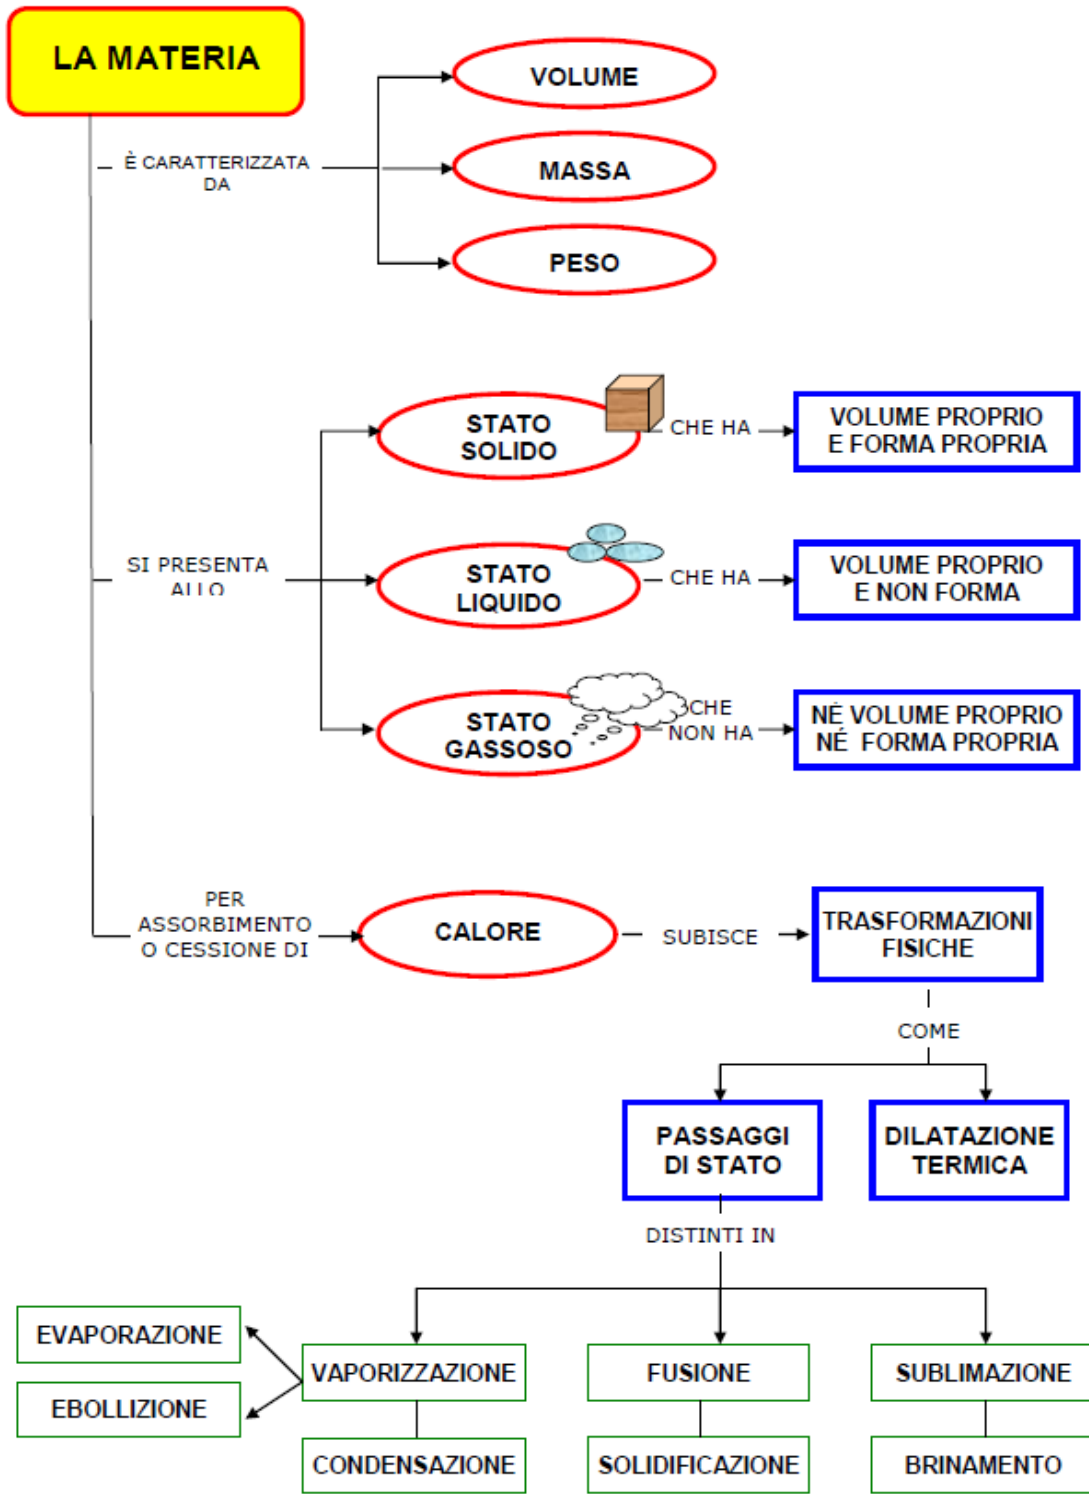 LA MATERIA
È CARATTERIZZATA
DA
VOLUME
MASSA
PESO
SI PRESENTA
ALLO
STATO
SOLIDO
CHE HA
VOLUME PROPRIO
E FORMA PROPRIA
STATO
LIQUIDO
CHE HA
VOLUME PROPRIO
E NON FORMA
STATO
GASSOSO
CHE
NON HA
NÉ VOLUME PROPRIO
NÉ FORMA PROPRIA
PER
ASSORBIMENTO
O CESSIONE DI
CALORE
SUBISCE
TRASFORMAZIONI
FISICHE
COME
PASSAGGI
DI STATO
DILATAZIONE
TERMICA
DISTINTI IN
EVAPORAZIONE
EBOLLIZIONE
VAPORIZZAZIONE
FUSIONE
SUBLIMAZIONE
CONDENSAZIONE
SOLIDIFICAZIONE
BRINAMENTO